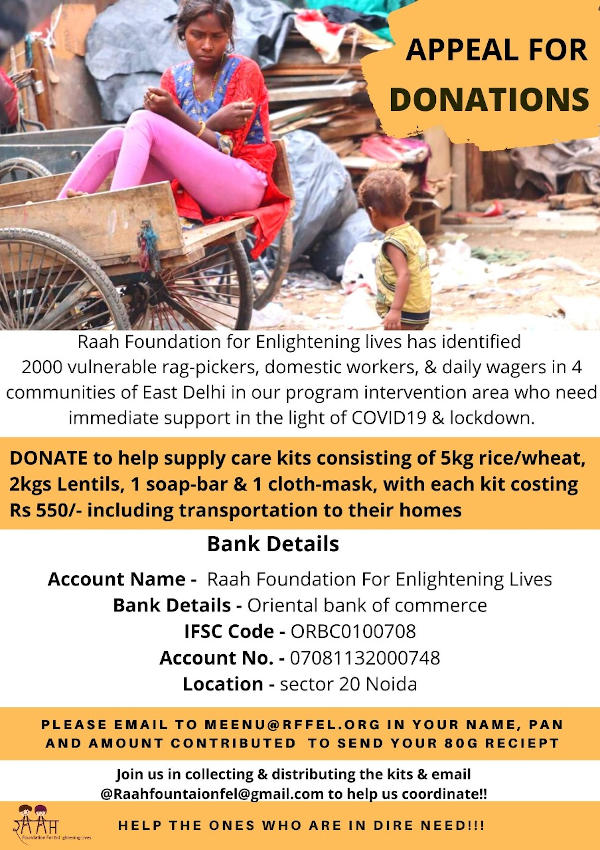 APPEAL FOR
DONATIONS
Raah Foundation for Enlightening lives has identified
2000 vulnerable rag-pickers, domestic workers, & daily wagers in 4
communities of East Delhi in our program intervention area who need
immediate support in the light of COVID19 & lockdown.
DONATE to help supply care kits consisting of 5kg rice/wheat,
2kgs Lentils, 1 soap-bar & 1 cloth-mask, with each kit costing
Rs 550/- including transportation to their homes
Bank Details
Account Name - Raah Foundation For Enlightening Lives
Bank Details - Oriental bank of commerce
IFSC Code - ORBC0100708
Account No. - 07081132000748
Location - sector 20 Noida
PLEASE EMAIL TO MEENU@RFFEL.ORG IN YOUR NAME, PAN
AND AMOUNT CONTRIBUTED TO SEND YOUR 80G RECIEPT
Join us in collecting & distributing the kits & email
@Raahfountaionfel@gmail.com to help us coordinate!!
रAAH
Foundation For Enlightening Lives
HELP THE ONES WHO ARE IN DIRE NEED!!!